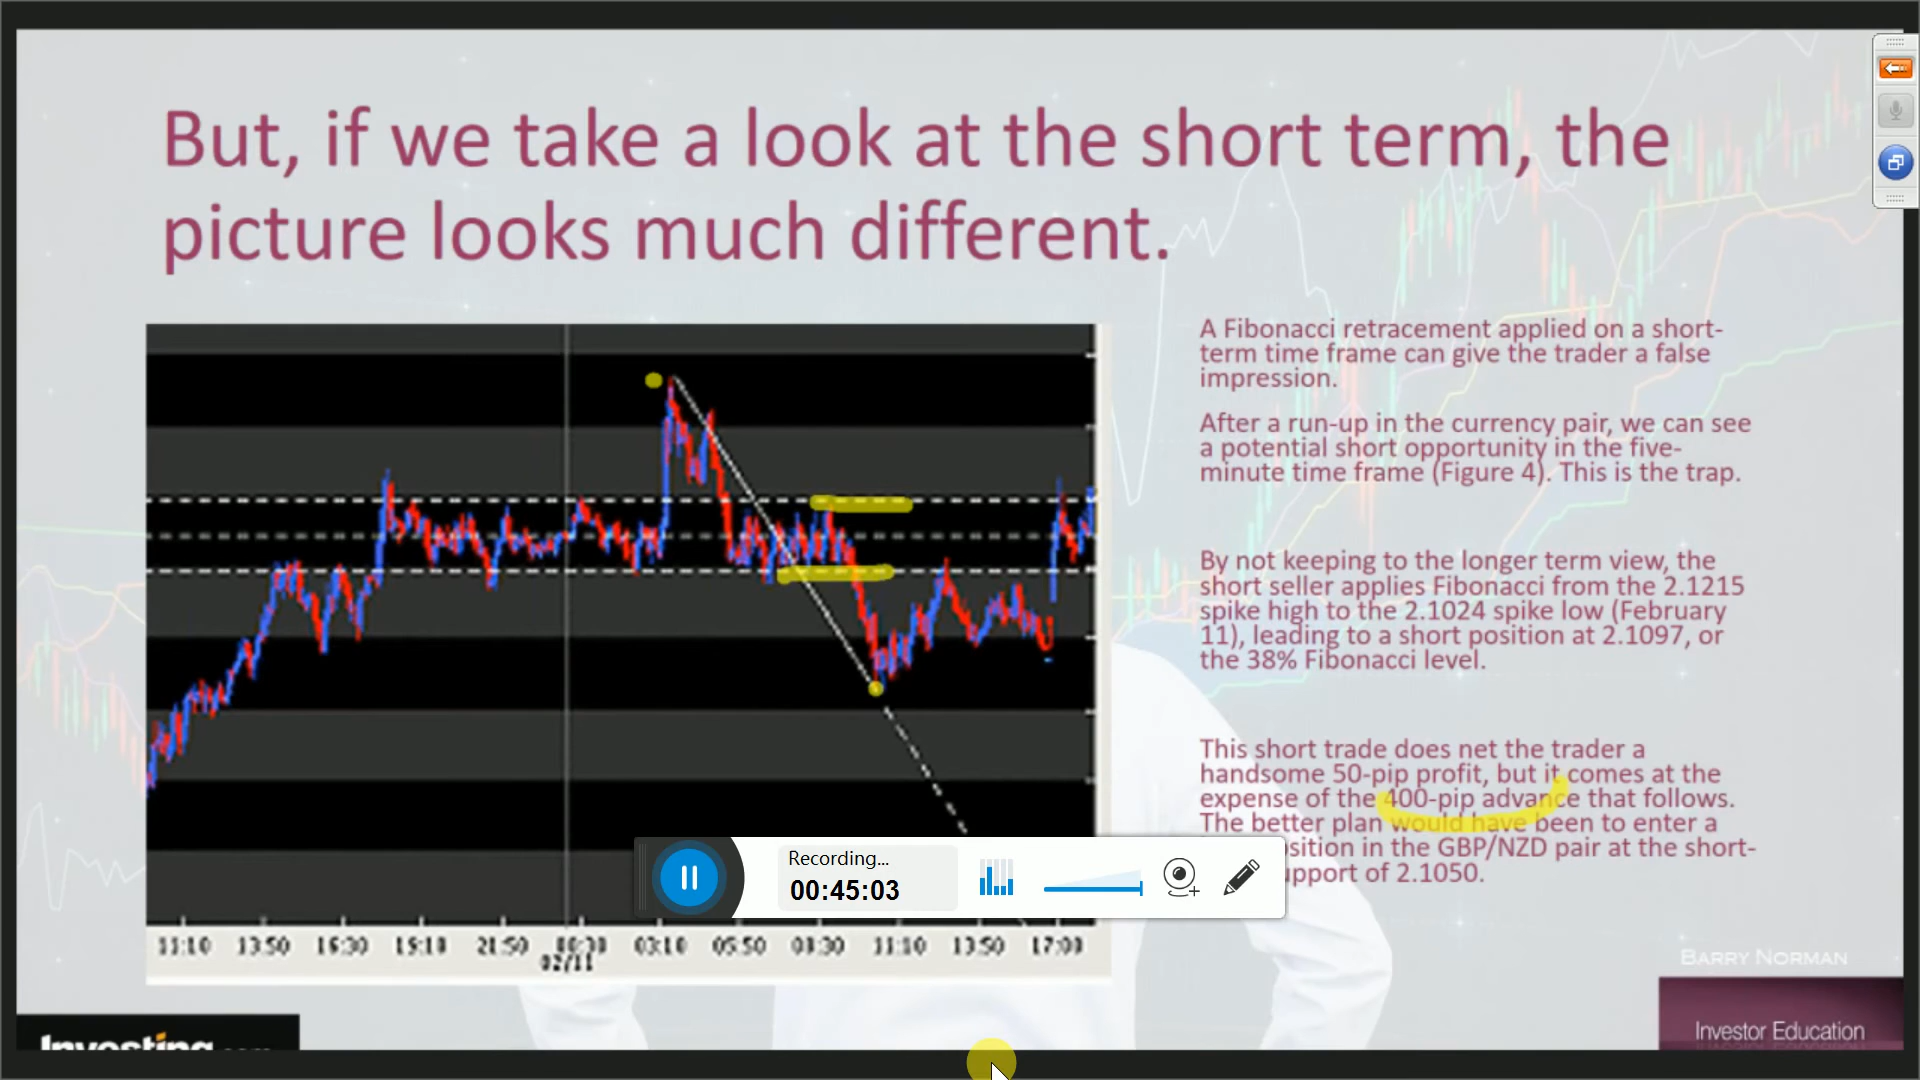 But, if we take a look at the short term, the
picture looks much different.
A Fibonacci retracement applied on a short-
term time frame can give the trader a false
impression.
After a run-up in the currency pair, we can see
a potential short opportunity in the five-
minute time frame (Figure 4). This is the trap.
By not keeping to the longer term view, the
short seller applies Fibonacci from the 2.1215
spike high to the 2.1024 spike low (February
11), leading to a short position at 2.1097, or
the 38% Fibonacci level.
This short trade does net the trader a
handsome 50-pip profit, but it comes at the
expense of the 400-pip advance that follows.
The better plan would have been to enter a
sition in the GBP/NZD pair at the short-
pport of 2.1050.
Recording...
00:45:03
11:10 13:50 16:30 19:10 21:50 00:30 03:10 05:50 08:30 11:10 13:50 17:00
02/11
BARRY NORMAN
Investing.com
Investor Education